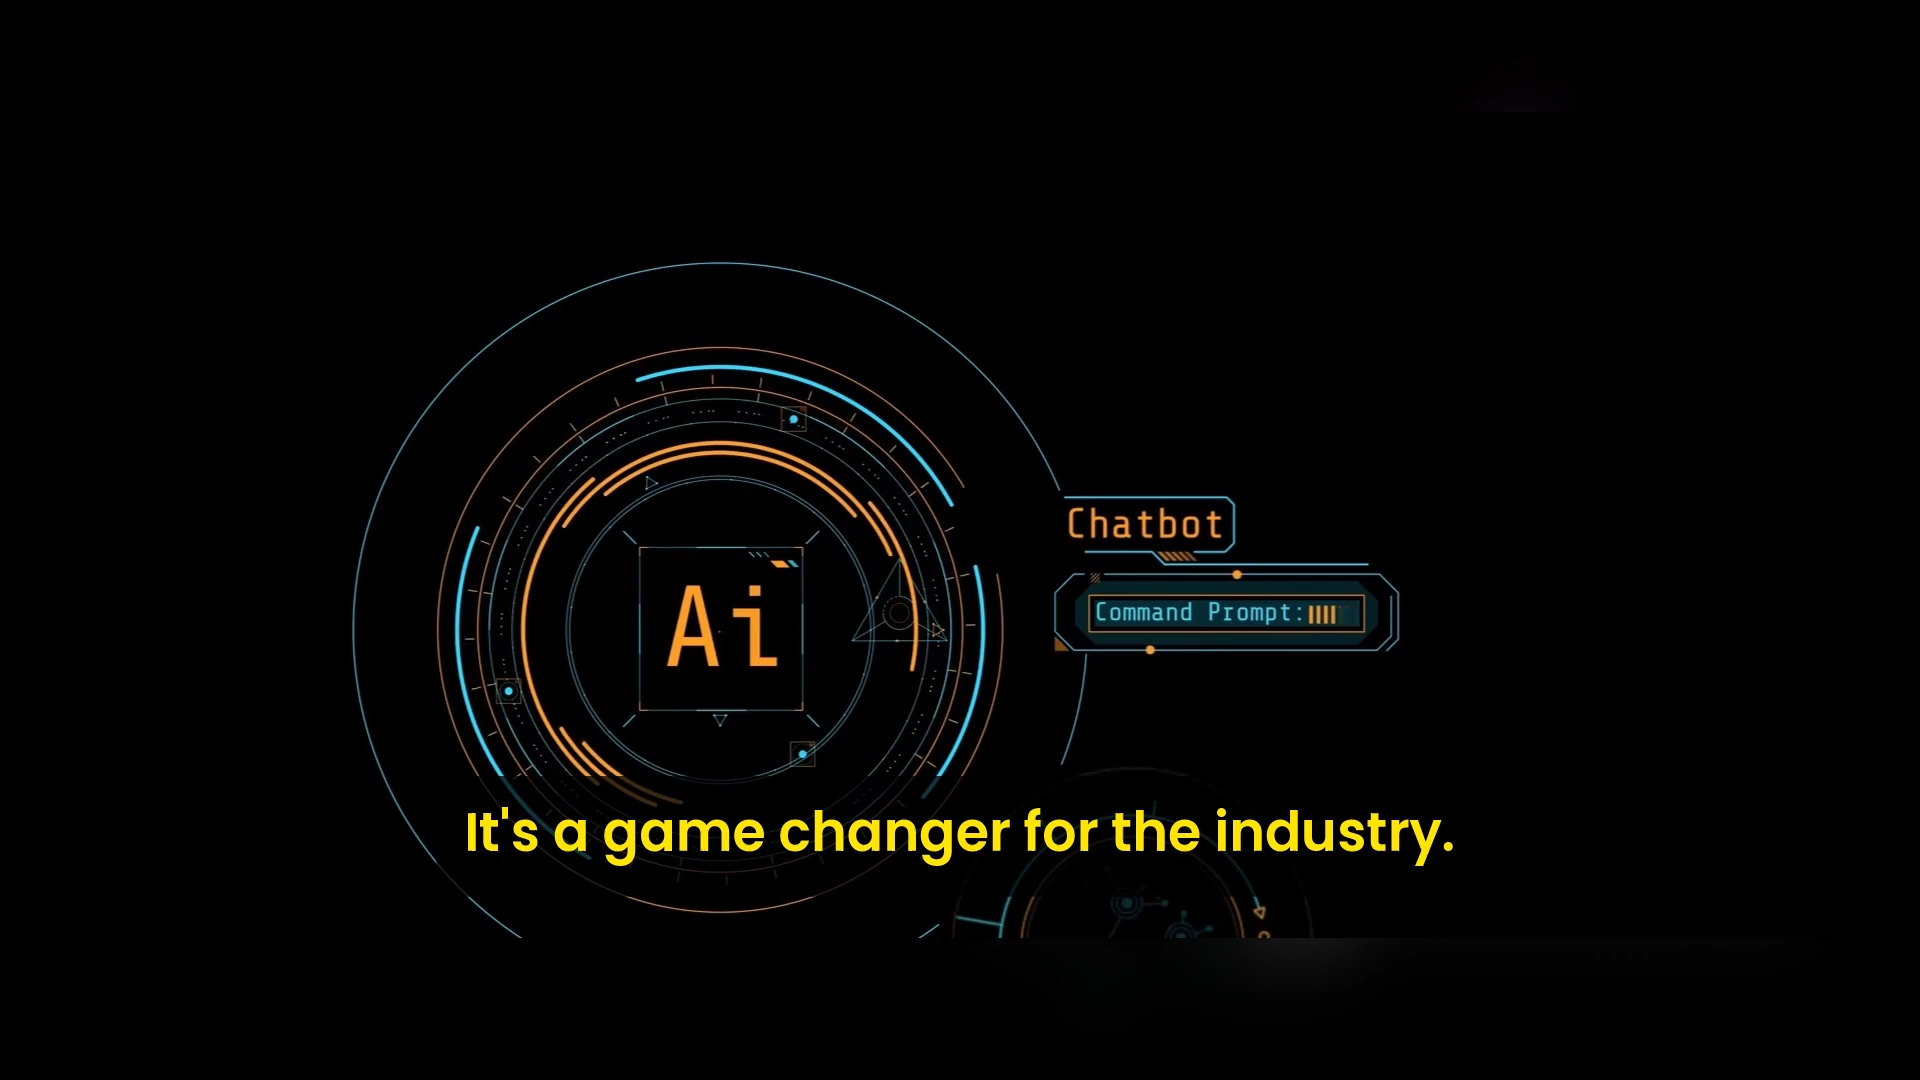 Chatbot
Command Prompt:
Ai
It's a game changer for the industry.